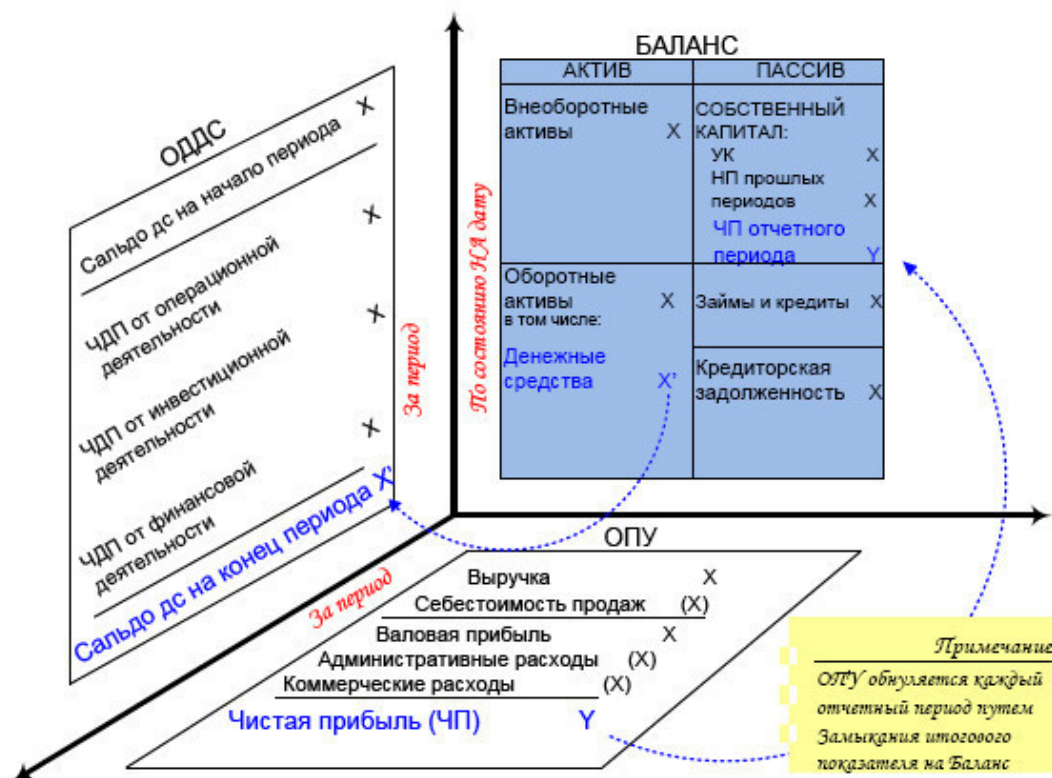 БАЛАНС
АКТИВ ПАССИВ
Внеоборотные
активы X
СОБСТВЕННЫЙ
КАПИТАЛ:
УК X
НП прошлых
периодов X
ЧП отчетного
периода Y
Оборотные
активы X
в том числе:
Денежные
средства X'
Займы и кредиты X
Кредиторская
задолженность X
По состоянию НА дату
За период
ОДДС
Сальдо дс на начало периода X
ЧДП от операционной X
деятельности
ЧДП от инвестиционной X
деятельности
ЧДП от финансовой X
деятельности
Сальдо дс на конец периода X'
За период
ОПУ
Выручка X
Себестоимость продаж (X)
Валовая прибыль X
Административные расходы (X)
Коммерческие расходы (X)
Чистая прибыль (ЧП) Y
Примечание
ОПУ обнуляется каждый
отчетный период путем
Замыкания итогового
показателя на Баланс